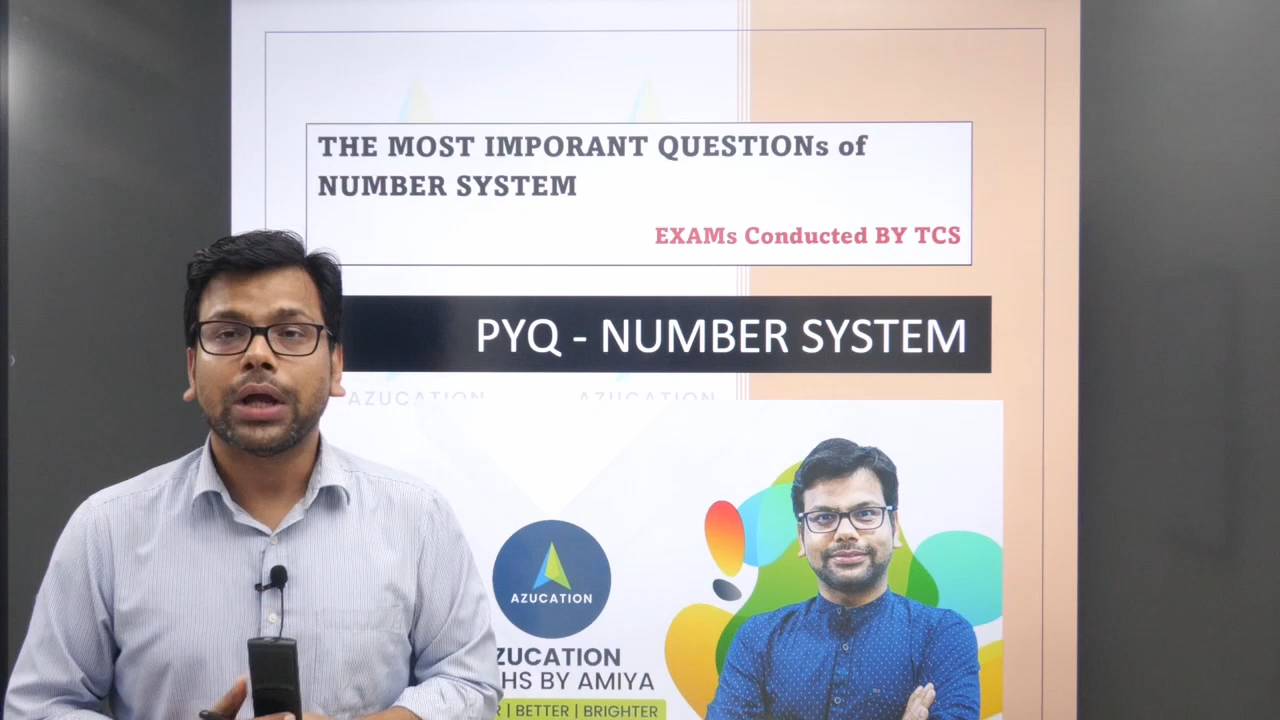 THE MOST IMPORANT QUESTIONs of
NUMBER SYSTEM
EXAMs Conducted BY TCS
PYQ - NUMBER SYSTEM
AZUCATION AZUCATION
AZUCATION
ZUCATION
HS BY AMIYA
R | BETTER | BRIGHTER